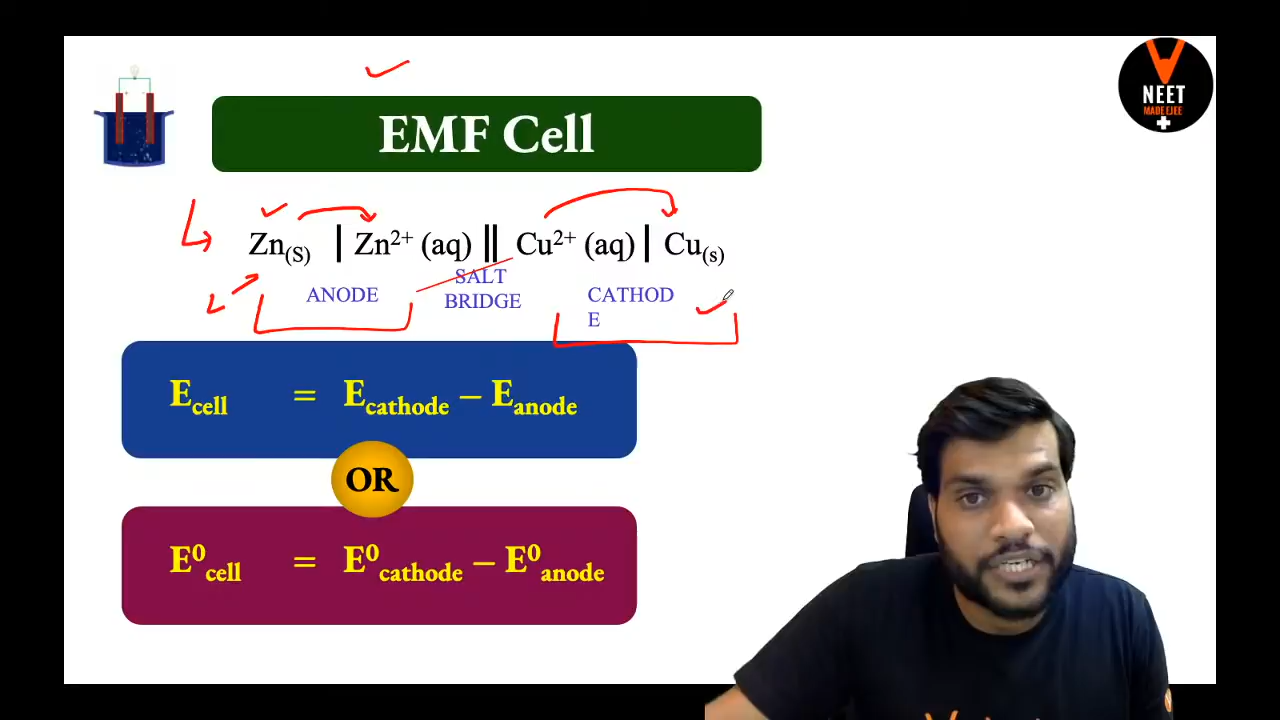 EMF Cell
NEET
MADE EJEE
Zn(S) | Zn²⁺ (aq) || Cu²⁺ (aq) | Cu(s)
SALT
ANODE BRIDGE CATHOD
E
Ecell = Ecathode – Eanode
OR
E⁰cell = E⁰cathode – E⁰anode